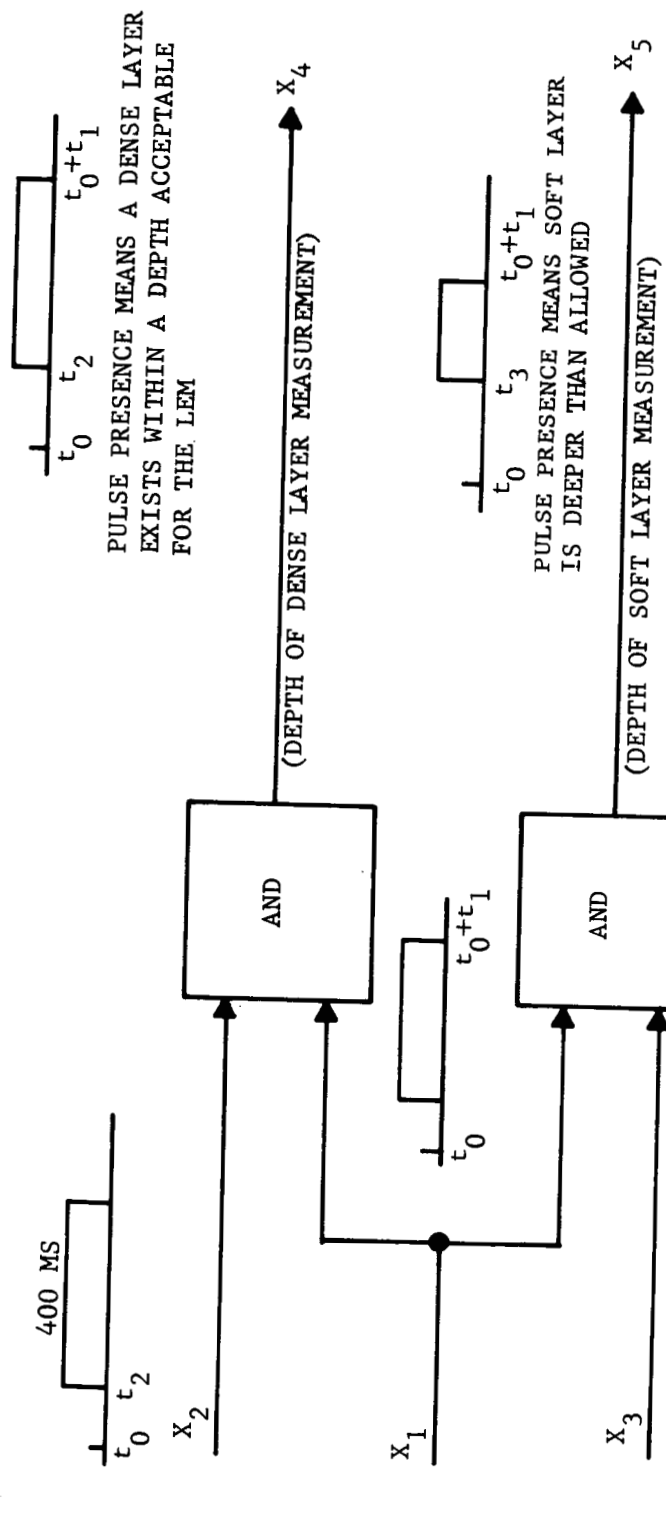 400 MS
t0 t2
X2
AND
t0 t2 t0+t1
PULSE PRESENCE MEANS A DENSE LAYER
EXISTS WITHIN A DEPTH ACCEPTABLE
FOR THE LEM
(DEPTH OF DENSE LAYER MEASUREMENT)
X4
X1
t0 t0+t1
t0 t3 t0+t1
PULSE PRESENCE MEANS SOFT LAYER
IS DEEPER THAN ALLOWED
X3
AND
(DEPTH OF SOFT LAYER MEASUREMENT)
X5